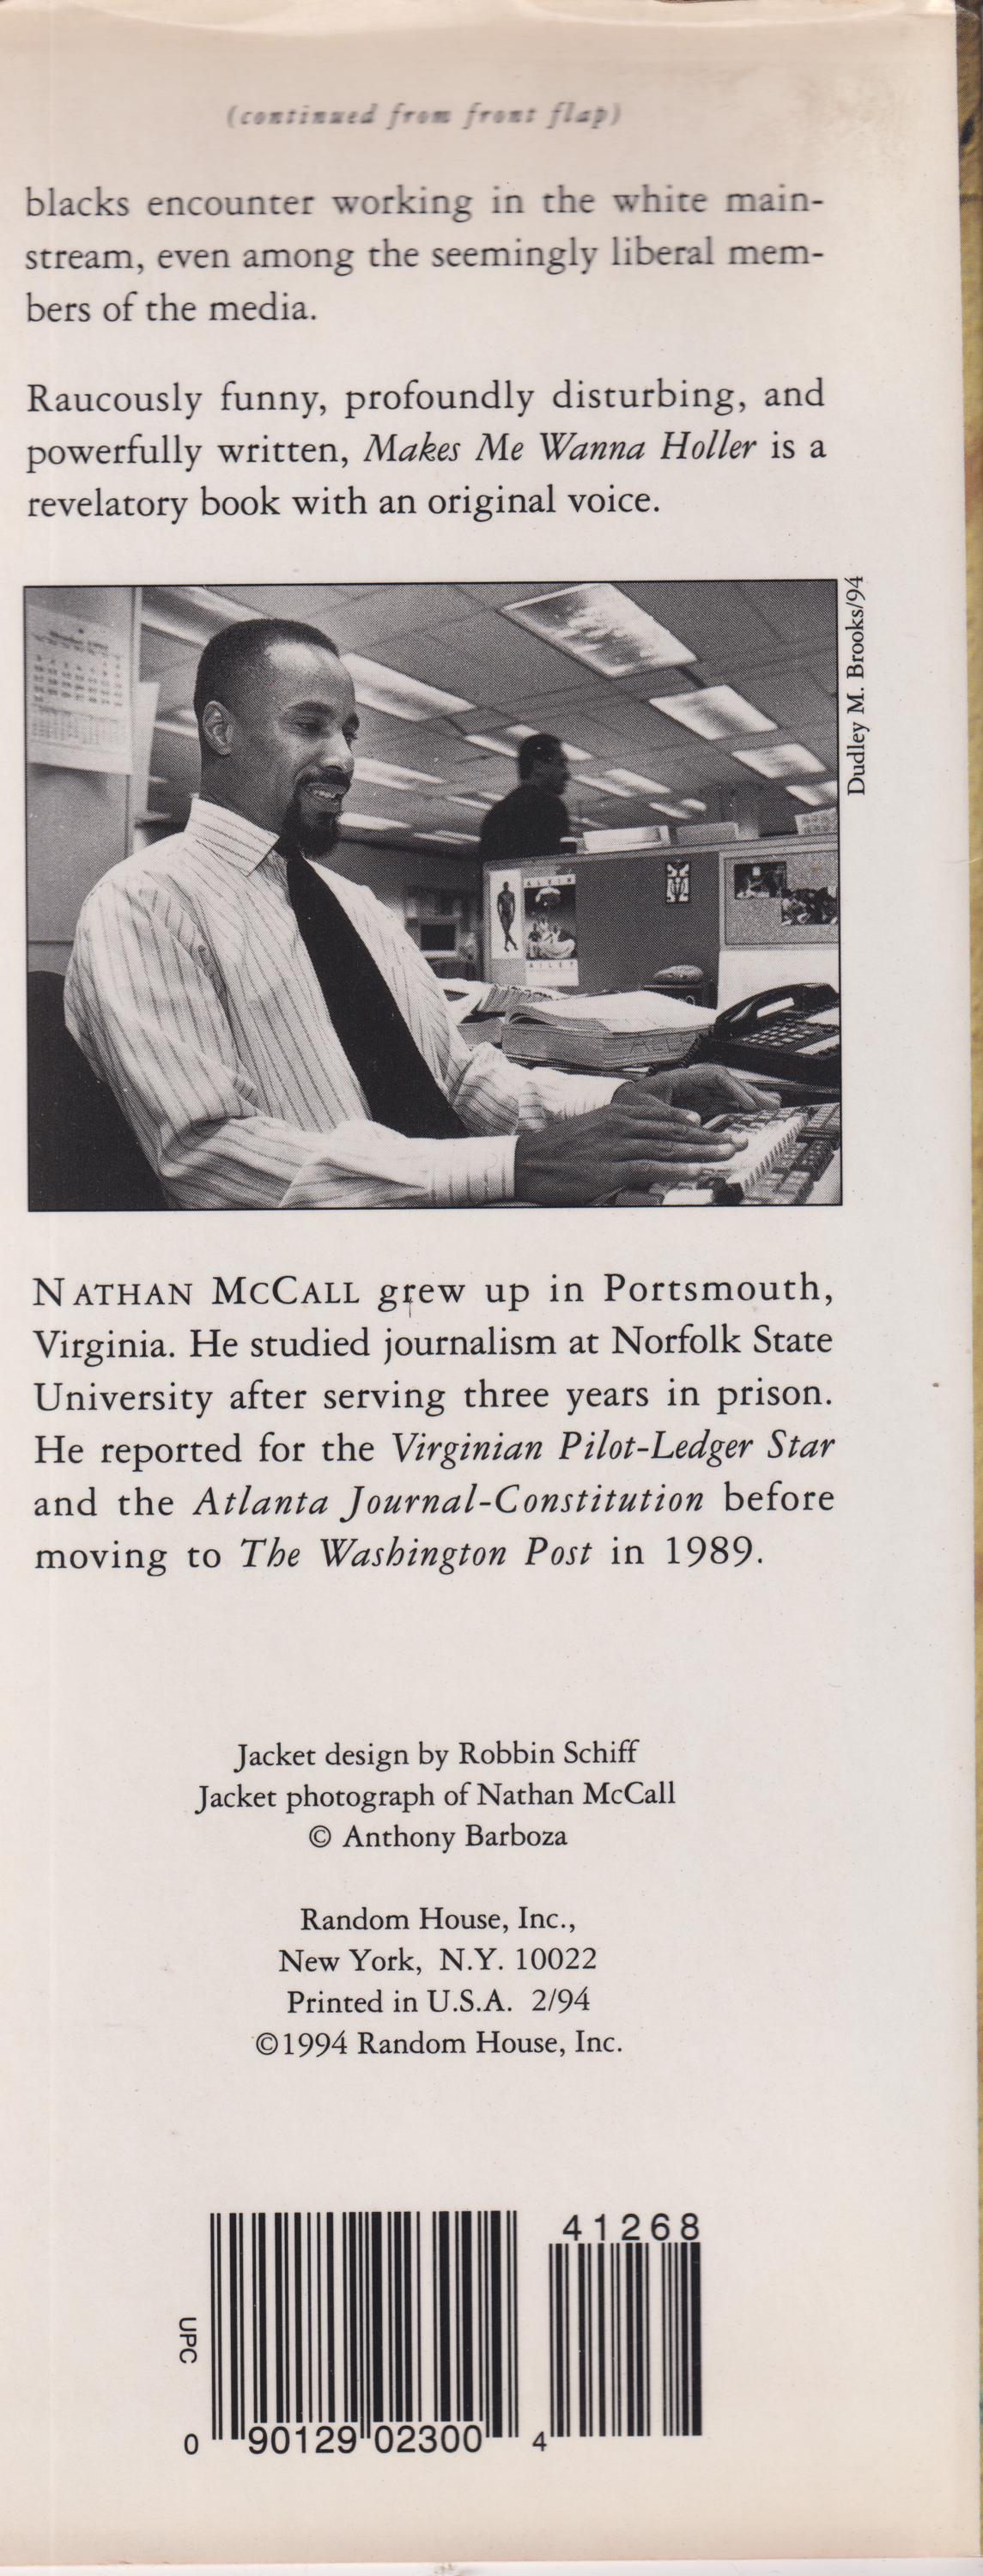 (continued from front flap)
blacks encounter working in the white main-
stream, even among the seemingly liberal mem-
bers of the media.
Raucously funny, profoundly disturbing, and
powerfully written, Makes Me Wanna Holler is a
revelatory book with an original voice.
Dudley M. Brooks/94
ALVIN
AILEY
NATHAN MCCALL grew up in Portsmouth,
Virginia. He studied journalism at Norfolk State
University after serving three years in prison.
He reported for the Virginian Pilot-Ledger Star
and the Atlanta Journal-Constitution before
moving to The Washington Post in 1989.
Jacket design by Robbin Schiff
Jacket photograph of Nathan McCall
© Anthony Barboza
Random House, Inc.,
New York, N.Y. 10022
Printed in U.S.A. 2/94
©1994 Random House, Inc.
41268
UPC
0 90129 02300 4